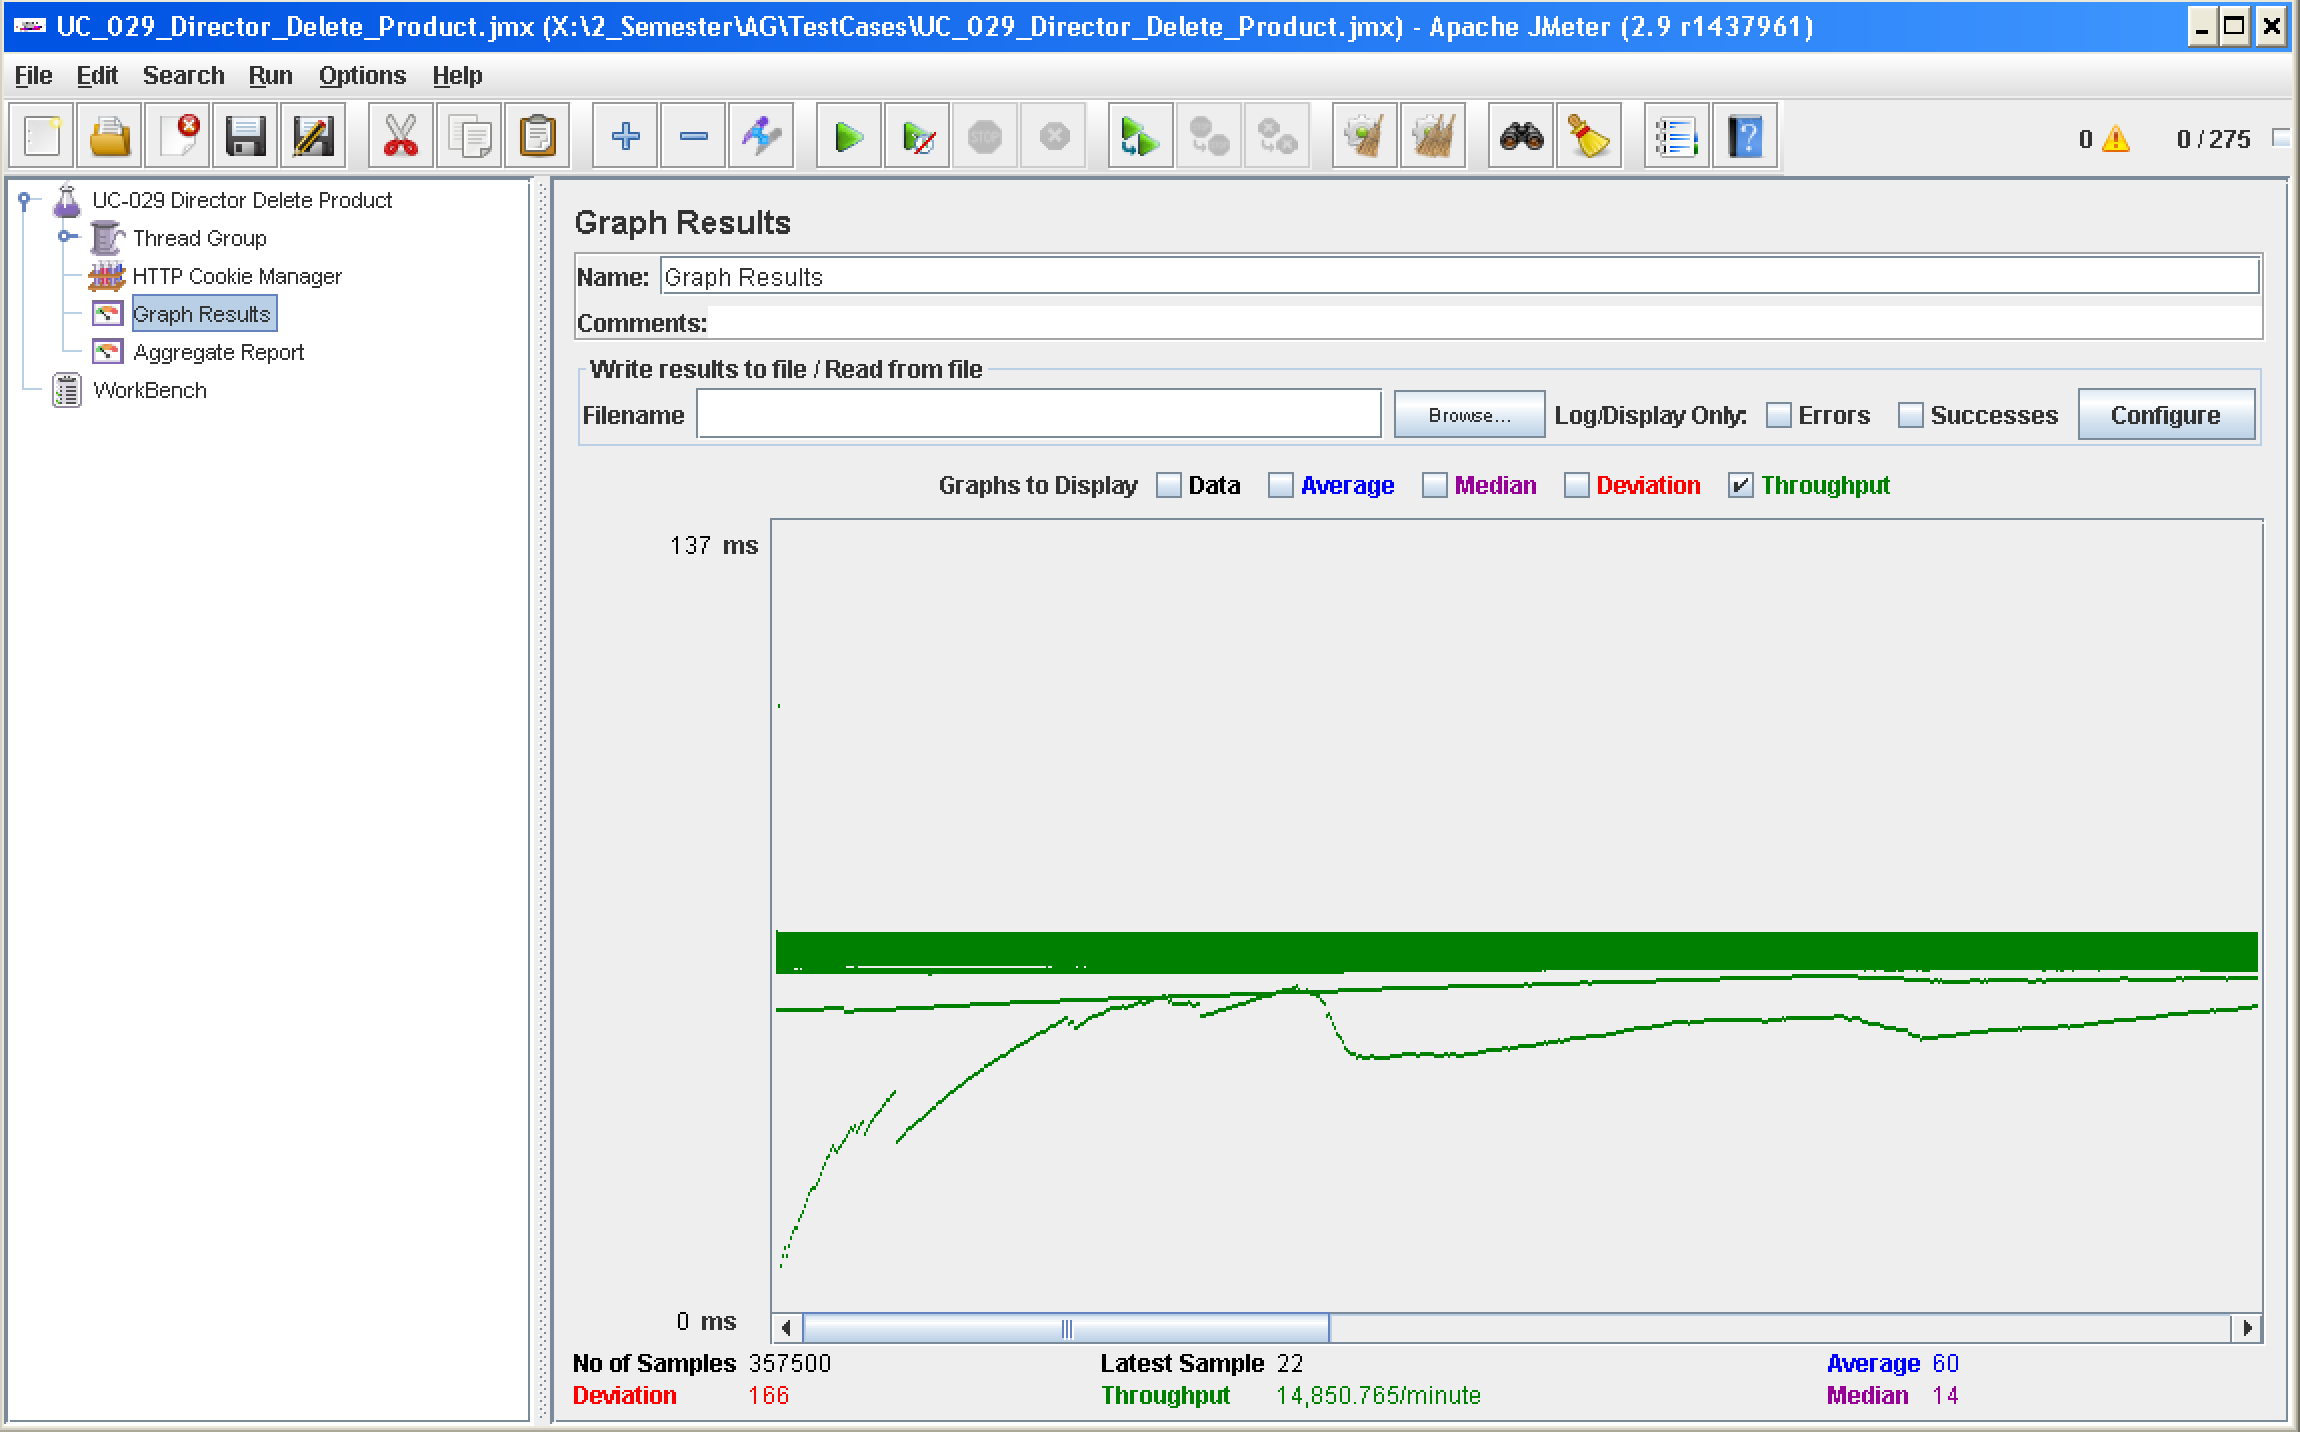 UC_029_Director_Delete_Product.jmx (X:\2_Semester\AG\TestCases\UC_029_Director_Delete_Product.jmx) - Apache JMeter (2.9 r1437961)
File Edit Search Run Options Help
STOP
0 0 / 275
UC-029 Director Delete Product
Thread Group
HTTP Cookie Manager
Graph Results
Aggregate Report
WorkBench
Graph Results
Name: Graph Results
Comments:
Write results to file / Read from file
Filename Browse... Log/Display Only: Errors Successes Configure
Graphs to Display Data Average Median Deviation Throughput
137 ms
0 ms
No of Samples 357500 Latest Sample 22 Average 60
Deviation 166 Throughput 14,850.765/minute Median 14